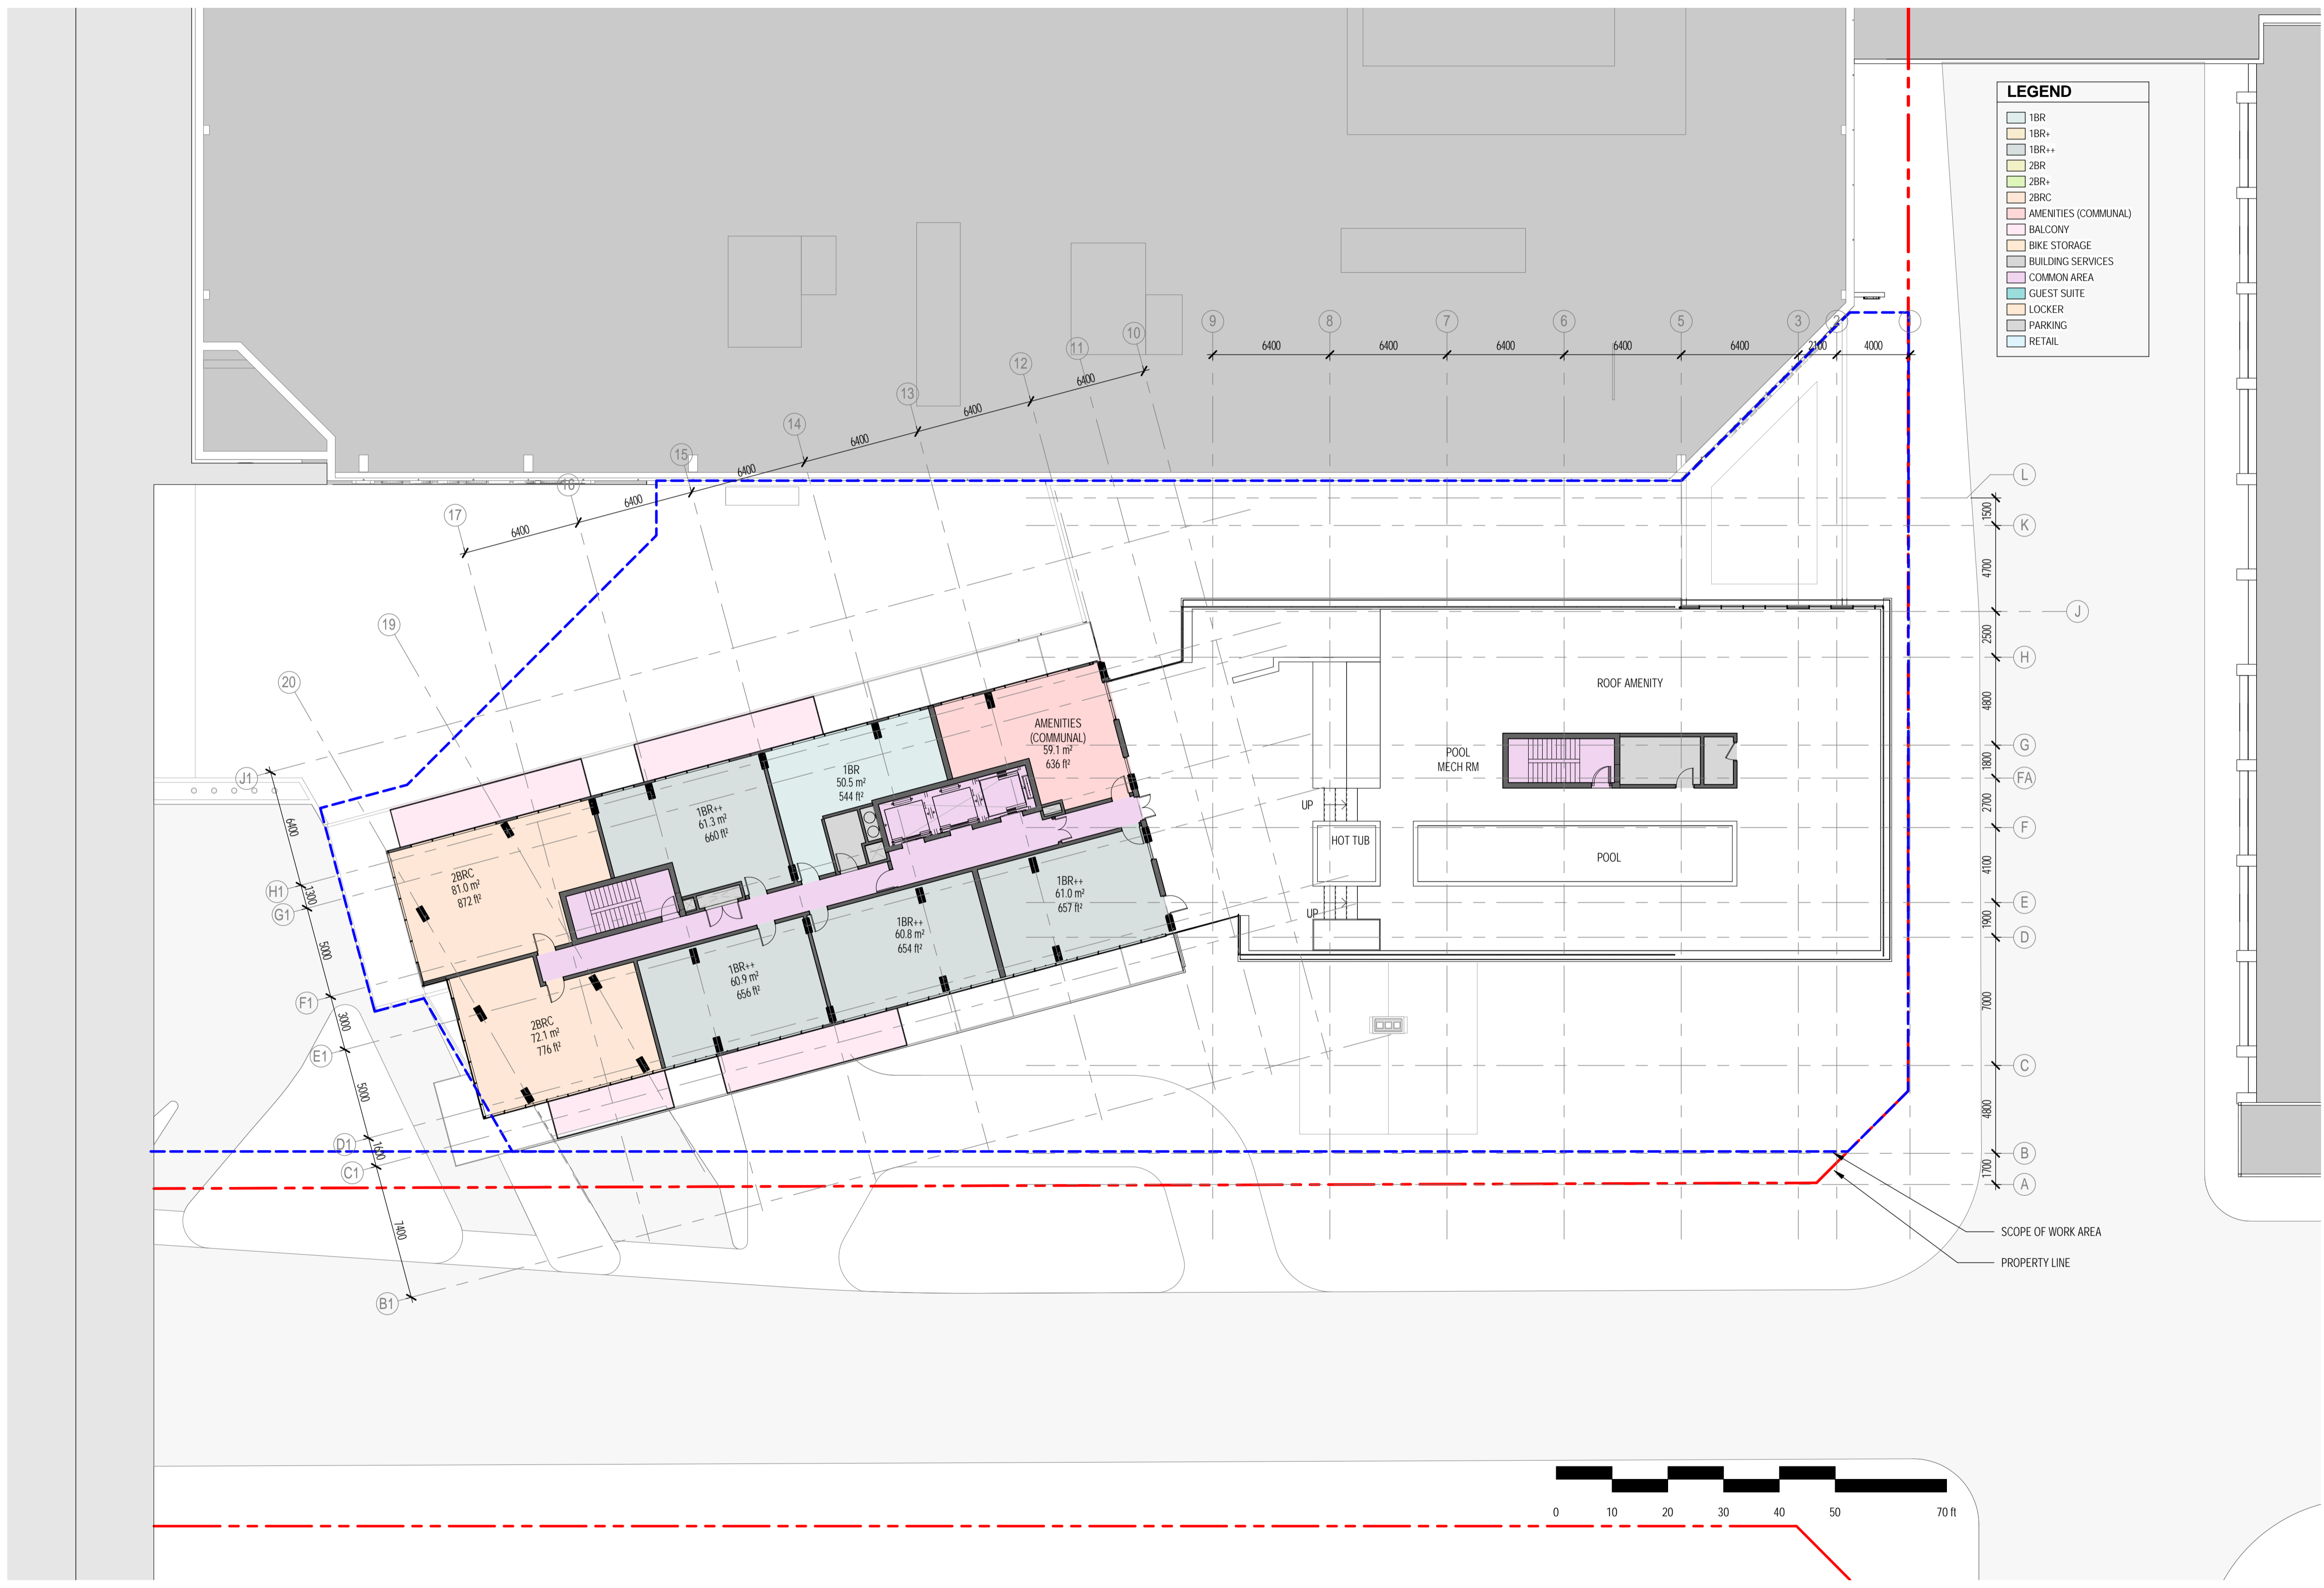 LEGEND
1BR
1BR+
1BR++
2BR
2BR+
2BRC
AMENITIES (COMMUNAL)
BALCONY
BIKE STORAGE
BUILDING SERVICES
COMMON AREA
GUEST SUITE
LOCKER
PARKING
RETAIL
9
8
7
6
5
3
2
6400
6400
6400
6400
6400
2100
4000
10
11
12
13
14
15
16
17
19
20
6400
6400
6400
6400
6400
6400
L
K
J
H
G
FA
F
E
D
C
B
A
1500
4700
2500
4800
1800
2700
4100
1900
7000
4800
1700
J1
H1
G1
F1
E1
D1
C1
B1
6400
1300
5000
3000
5000
1600
7400
AMENITIES
(COMMUNAL)
59.1 m²
636 ft²
1BR
50.5 m²
544 ft²
1BR++
61.3 m²
660 ft²
2BRC
81.0 m²
872 ft²
1BR++
61.0 m²
657 ft²
1BR++
60.8 m²
654 ft²
1BR++
60.9 m²
656 ft²
2BRC
72.1 m²
776 ft²
ROOF AMENITY
POOL
MECH RM
UP
HOT TUB
POOL
UP
SCOPE OF WORK AREA
PROPERTY LINE
0 10 20 30 40 50 70 ft